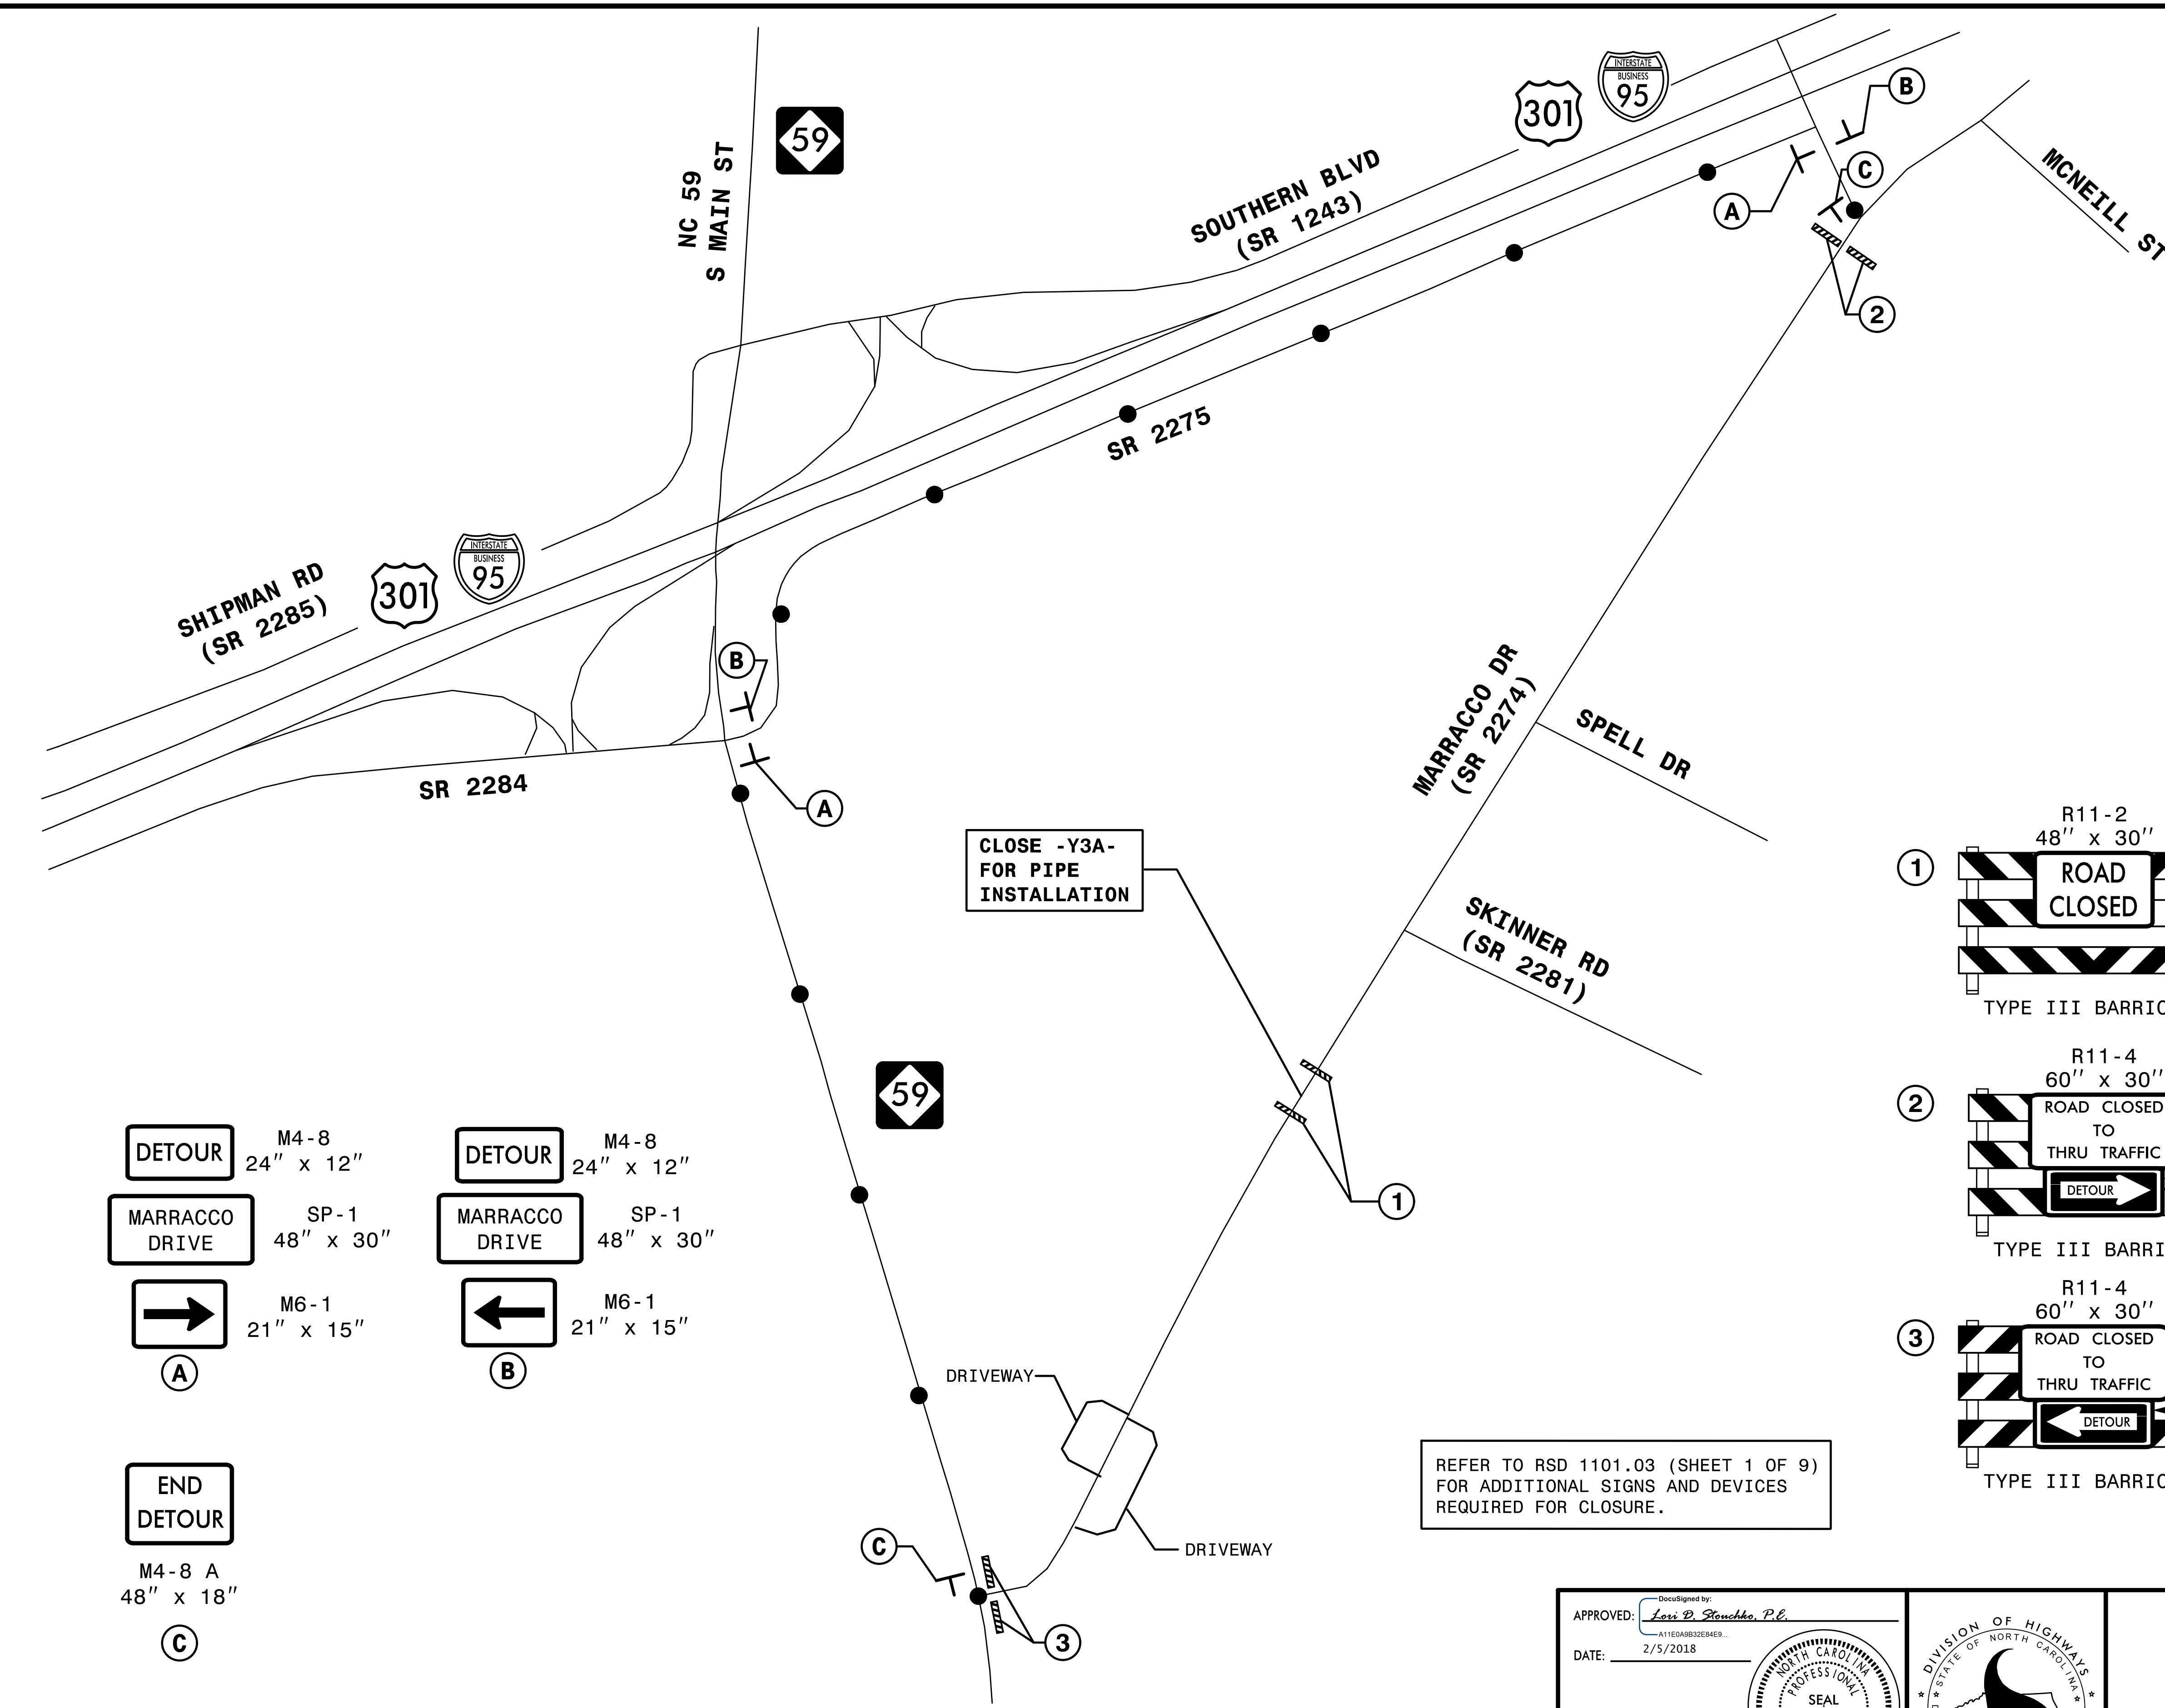 INTERSTATE
BUSINESS
95
301
B
59
NC 59
S MAIN ST
SOUTHERN BLVD
(SR 1243)
A
C
MCNEILL ST
2
SR 2275
SHIPMAN RD
(SR 2285)
301
INTERSTATE
BUSINESS
95
B
SR 2284
A
MARRACCO DR
(SR 2274)
SPELL DR
CLOSE -Y3A-
FOR PIPE
INSTALLATION
SKINNER RD
(SR 2281)
R11-2
48" x 30"
1
ROAD
CLOSED
TYPE III
R11-4
60" x 30"
2
ROAD CLOSED
TO
THRU TRAFFIC
DETOUR
TYPE III
R11-4
60" x 30"
3
ROAD CLOSED
TO
THRU TRAFFIC
DETOUR
TYPE III
59
1
DETOUR
M4-8
24" x 12"
MARRACCO
DRIVE
SP-1
48" x 30"
M6-1
21" x 15"
A
DETOUR
M4-8
24" x 12"
MARRACCO
DRIVE
SP-1
48" x 30"
M6-1
21" x 15"
B
END
DETOUR
M4-8 A
48" x 18"
C
DRIVEWAY
DRIVEWAY
C
3
REFER TO RSD 1101.03 (SHEET 1 OF 9)
FOR ADDITIONAL SIGNS AND DEVICES
REQUIRED FOR CLOSURE.
DocuSigned by:
APPROVED: Lori D. Stouchko, P.E.
A11E0A9B32E84E9...
DATE: 2/5/2018
NORTH CAROLINA
PROFESSIONAL
SEAL
DIVISION OF HIGHWAYS
STATE OF NORTH CAROLINA